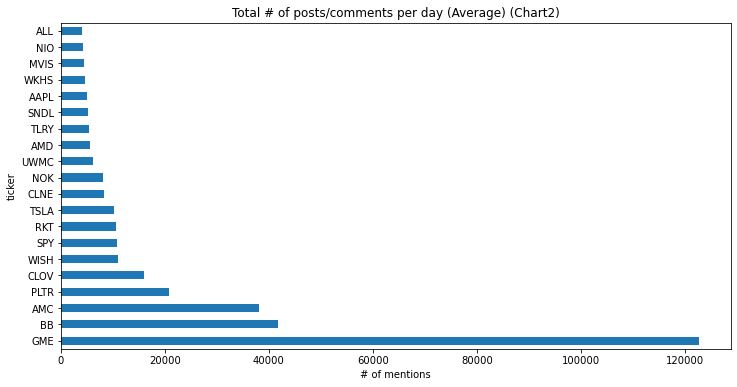 Total # of posts/comments per day (Average) (Chart2)
ALL
NIO
MVIS
WKHS
AAPL
SNDL
TLRY
AMD
UWMC
NOK
CLNE
TSLA
RKT
SPY
WISH
CLOV
PLTR
AMC
BB
GME
ticker
0 20000 40000 60000 80000 100000 120000
# of mentions